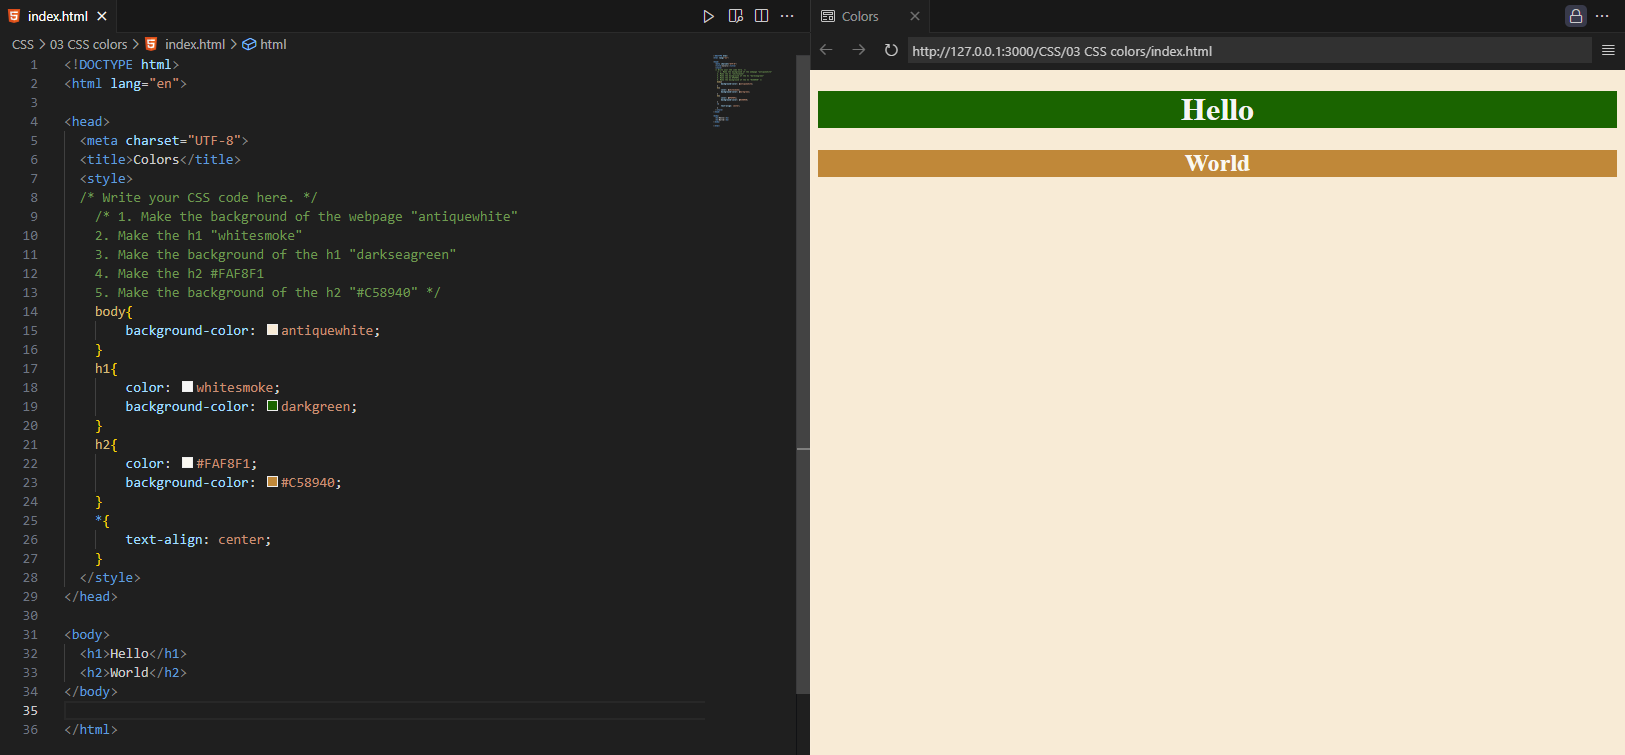 index.html
CSS > 03 CSS colors > index.html > html
1 <!DOCTYPE html>
2 <html lang="en">
3
4 <head>
5 <meta charset="UTF-8">
6 <title>Colors</title>
7 <style>
8 /* Write your CSS code here. */
9 /* 1. Make the background of the webpage "antiquewhite"
10 2. Make the h1 "whitesmoke"
11 3. Make the background of the h1 "darkseagreen"
12 4. Make the h2 #FAF8F1
13 5. Make the background of the h2 "#C58940" */
14 body{
15 background-color: antiquewhite;
16 }
17 h1{
18 color: whitesmoke;
19 background-color: darkgreen;
20 }
21 h2{
22 color: #FAF8F1;
23 background-color: #C58940;
24 }
25 *{
26 text-align: center;
27 }
28 </style>
29 </head>
30
31 <body>
32 <h1>Hello</h1>
33 <h2>World</h2>
34 </body>
35
36 </html>
Colors
http://127.0.0.1:3000/CSS/03 CSS colors/index.html
Hello
World